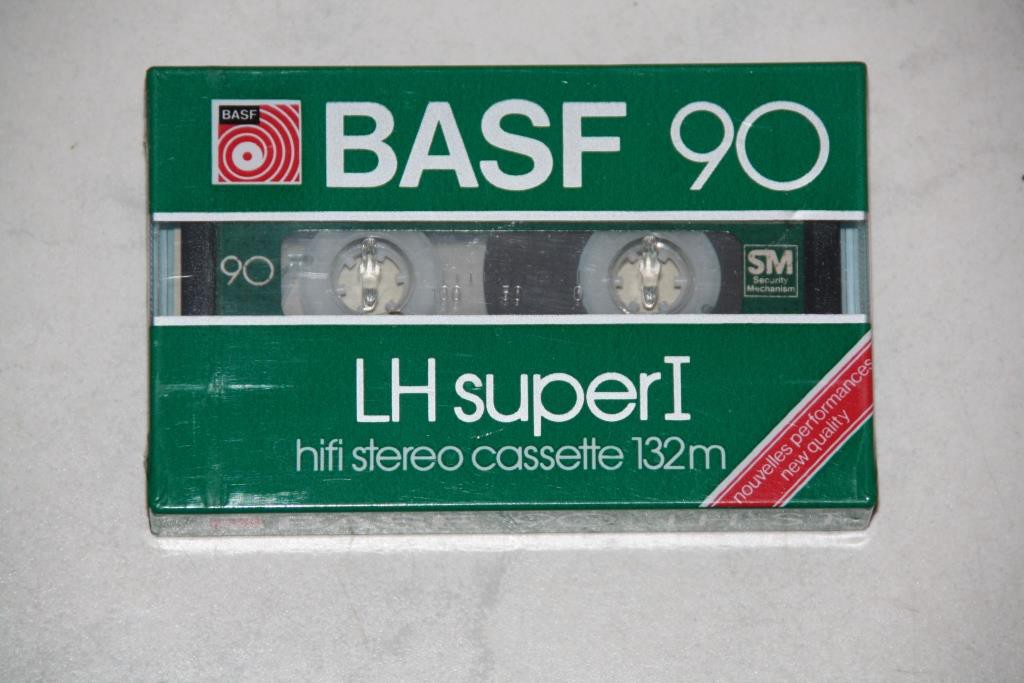 BASF
BASF 90
90
SM
Security
Mechanism
LH superI
hifi stereo cassette 132m
nouvelles performances
new quality